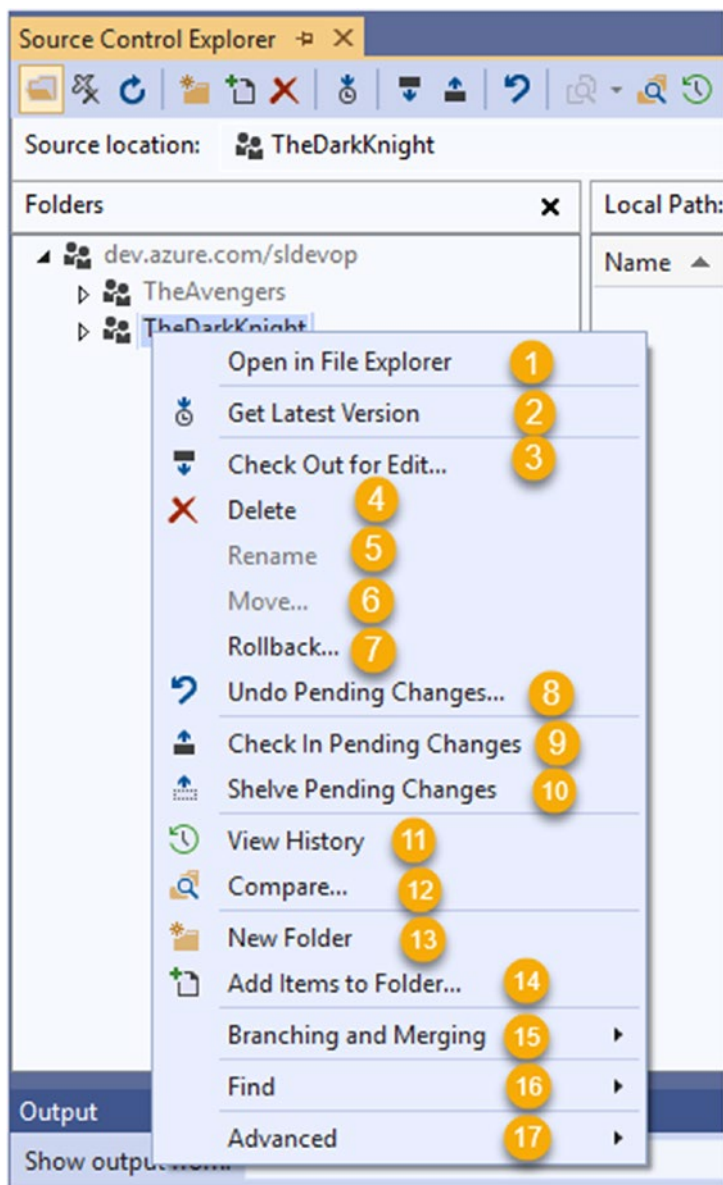 Source Control Explorer
Source location: TheDarkKnight
Folders
Local Path:
Name
dev.azure.com/sldevop
TheAvengers
TheDarkKnight
Open in File Explorer 1
Get Latest Version 2
Check Out for Edit... 3
Delete 4
Rename 5
Move... 6
Rollback... 7
Undo Pending Changes... 8
Check In Pending Changes 9
Shelve Pending Changes 10
View History 11
Compare... 12
New Folder 13
Add Items to Folder... 14
Branching and Merging 15
Find 16
Advanced 17
Output
Show output from: